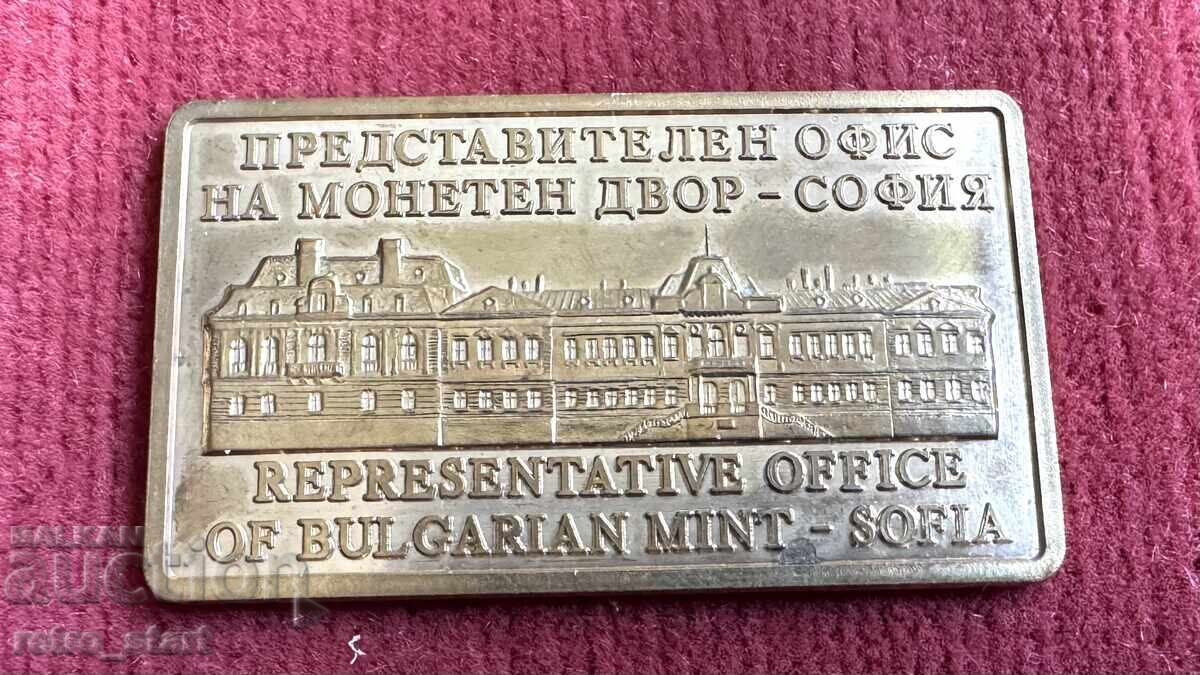 ПРЕДСТАВИТЕЛЕН ОФИС
НА МОНЕТЕН ДВОР - СОФИЯ
REPRESENTATIVE OFFICE
OF BULGARIAN MINT - SOFIA
BALKAN
auction
retro_start